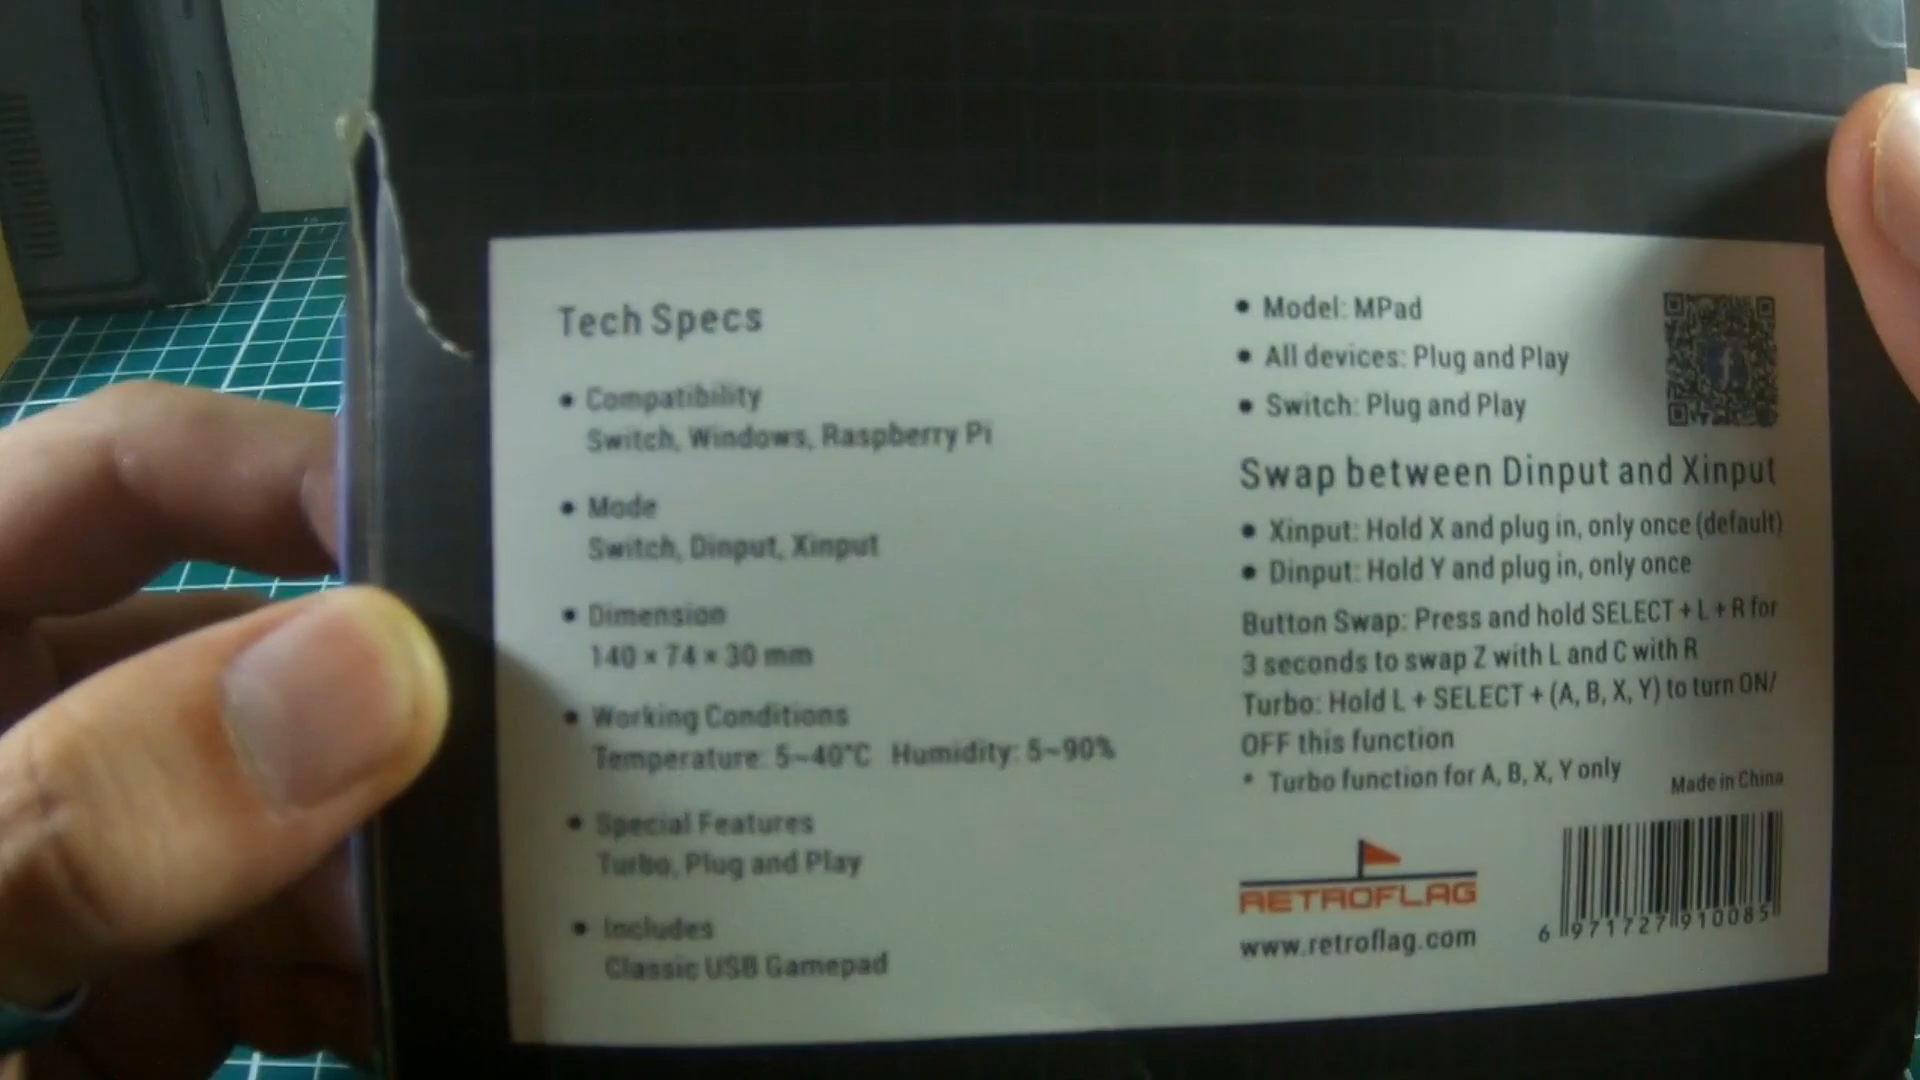 Tech Specs
• Compatibility
Switch, Windows, Raspberry Pi
• Mode
Switch, Dinput, Xinput
• Dimension
140 × 74 × 30 mm
• Working Conditions
Temperature: 5~40°C Humidity: 5~90%
• Special Features
Turbo, Plug and Play
• Includes
Classic USB Gamepad
• Model: MPad
• All devices: Plug and Play
• Switch: Plug and Play
Swap between Dinput and Xinput
• Xinput: Hold X and plug in, only once (default)
• Dinput: Hold Y and plug in, only once
Button Swap: Press and hold SELECT + L + R for
3 seconds to swap Z with L and C with R
Turbo: Hold L + SELECT + (A, B, X, Y) to turn ON/
OFF this function
* Turbo function for A, B, X, Y only
Made in China
RETROFLAG
www.retroflag.com
6 971727 910085